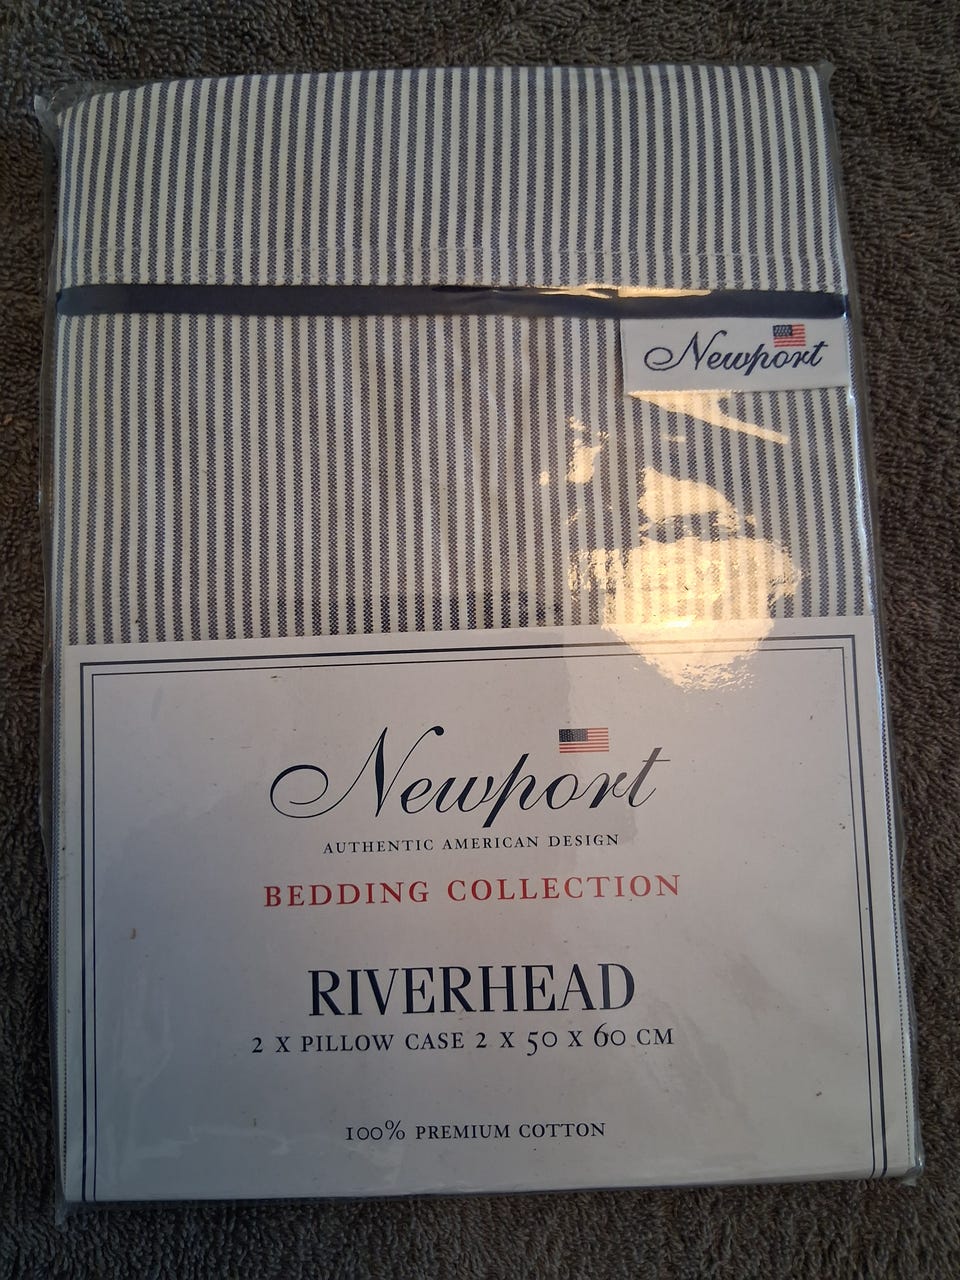 Newport
Newport
AUTHENTIC AMERICAN DESIGN
BEDDING COLLECTION
RIVERHEAD
2 X PILLOW CASE 2 X 50 X 60 CM
100% PREMIUM COTTON